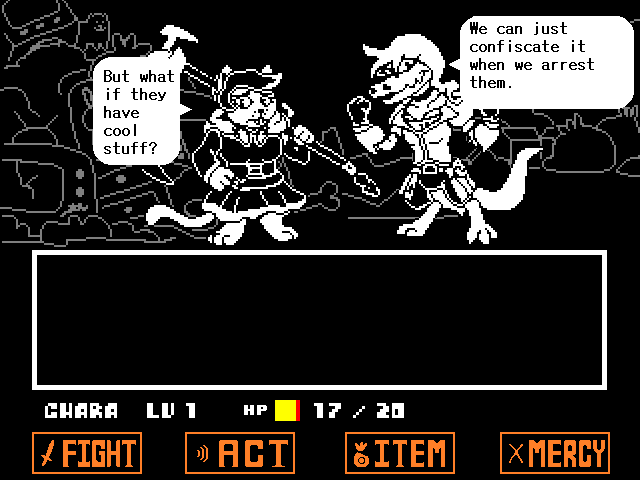 We can just
confiscate it
when we arrest
them.
But what
if they
have
cool
stuff?
CHARA LV 1 HP 17 / 20
FIGHT ACT ITEM MERCY